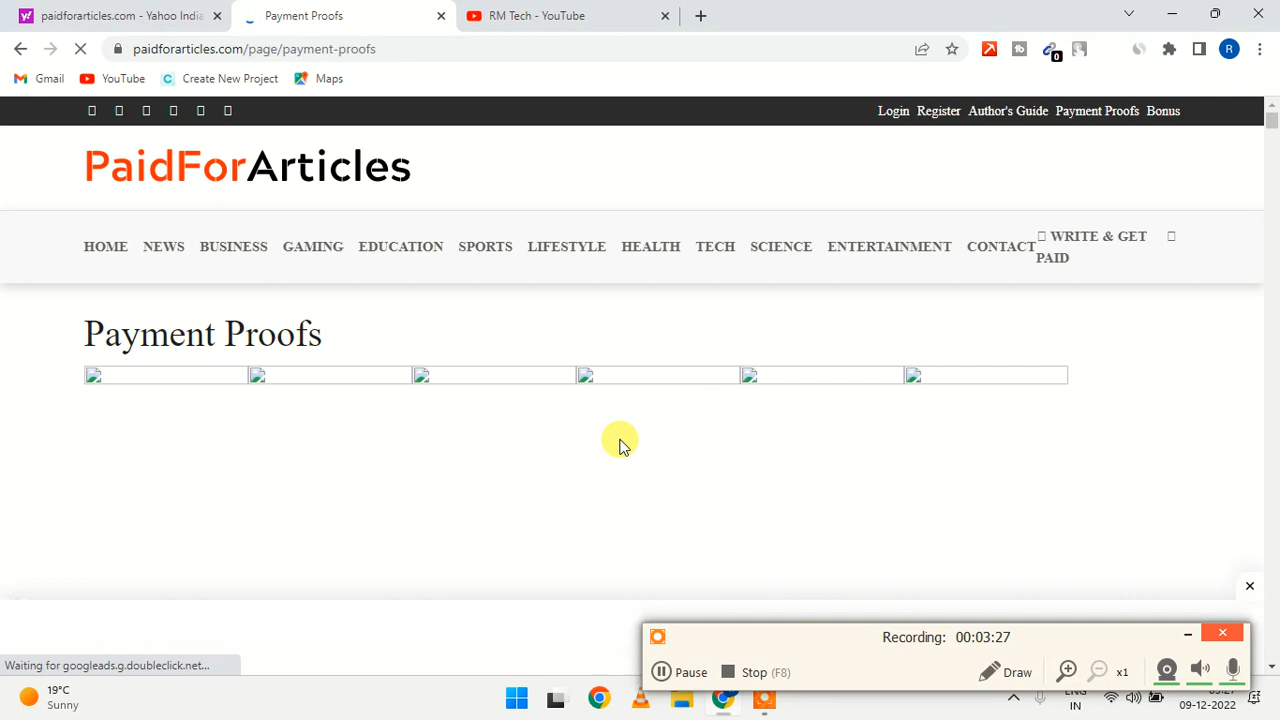 paidforarticles.com - Yahoo India
Payment Proofs
RM Tech - YouTube
paidforarticles.com/page/payment-proofs
0
R
Gmail
YouTube
C Create New Project
Maps
Login Register Author's Guide Payment Proofs Bonus
PaidForArticles
HOME NEWS BUSINESS GAMING EDUCATION SPORTS LIFESTYLE HEALTH TECH SCIENCE ENTERTAINMENT CONTACT WRITE & GET
PAID
Payment Proofs
Recording: 00:03:27
Pause Stop (F8) Draw x1
Waiting for googleads.g.doubleclick.net...
19°C
Sunny
ENG
IN
09-12-2022